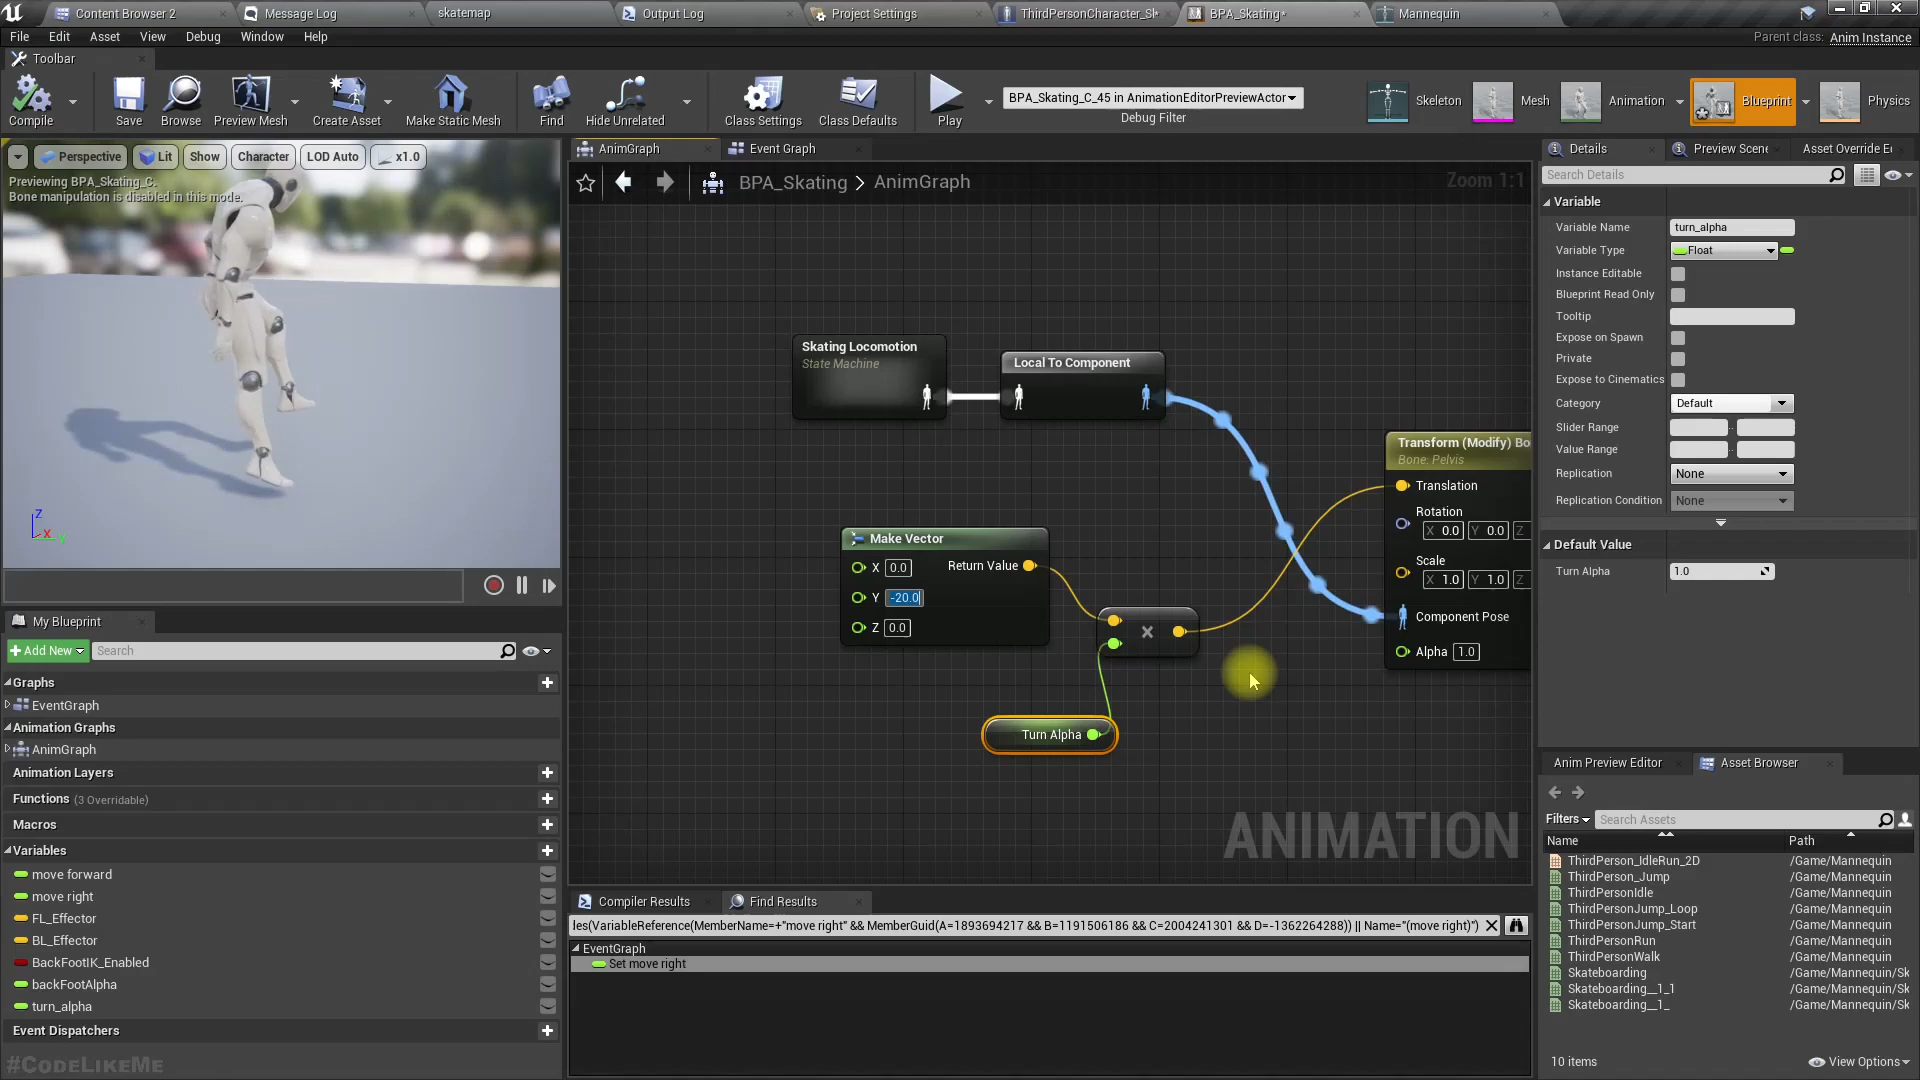 Content Browser 2
Message Log
skatemap
Output Log
Project Settings
ThirdPersonCharacter_Sk*
BPA_Skating*
Mannequin
File Edit Asset View Debug Window Help
Parent class: Anim Instance
Toolbar
Compile
Save
Browse
Preview Mesh
Create Asset
Make Static Mesh
Find
Hide Unrelated
Class Settings
Class Defaults
Play
BPA_Skating_C_45 in AnimationEditorPreviewActor
Debug Filter
Skeleton
Mesh
Animation
Blueprint
Physics
Perspective
Lit
Show
Character
LOD Auto
x1.0
Previewing BPA_Skating_C.
Bone manipulation is disabled in this mode.
Z
X
Y
AnimGraph
Event Graph
BPA_Skating > AnimGraph
Zoom 1:1
Skating Locomotion
State Machine
Local To Component
Transform (Modify) Bo
Bone: Pelvis
Translation
Rotation
X 0.0 Y 0.0 Z
Scale
X 1.0 Y 1.0 Z
Component Pose
Alpha 1.0
Make Vector
X 0.0 Return Value
Y -20.0
Z 0.0
Turn Alpha
ANIMATION
My Blueprint
Add New
Search
Graphs
EventGraph
Animation Graphs
AnimGraph
Animation Layers
Functions (3 Overridable)
Macros
Variables
move forward
move right
FL_Effector
BL_Effector
BackFootIK_Enabled
backFootAlpha
turn_alpha
Event Dispatchers
#CODELIKEME
Compiler Results
Find Results
les(VariableReference(MemberName=+"move right" && MemberGuid(A=1893694217 && B=1191506186 && C=2004241301 && D=-1362264288)) || Name="(move right)")
EventGraph
Set move right
Details
Preview Scene
Asset Override E
Search Details
Variable
Variable Name turn_alpha
Variable Type Float
Instance Editable
Blueprint Read Only
Tooltip
Expose on Spawn
Private
Expose to Cinematics
Category Default
Slider Range
Value Range
Replication None
Replication Condition None
Default Value
Turn Alpha 1.0
Anim Preview Editor
Asset Browser
Filters
Search Assets
Name Path
ThirdPerson_IdleRun_2D /Game/Mannequin
ThirdPerson_Jump /Game/Mannequin
ThirdPersonIdle /Game/Mannequin
ThirdPersonJump_Loop /Game/Mannequin
ThirdPersonJump_Start /Game/Mannequin
ThirdPersonRun /Game/Mannequin
ThirdPersonWalk /Game/Mannequin
Skateboarding /Game/Mannequin/Sk
Skateboarding__1_1 /Game/Mannequin/Sk
Skateboarding__1_ /Game/Mannequin/Sk
10 items
View Options